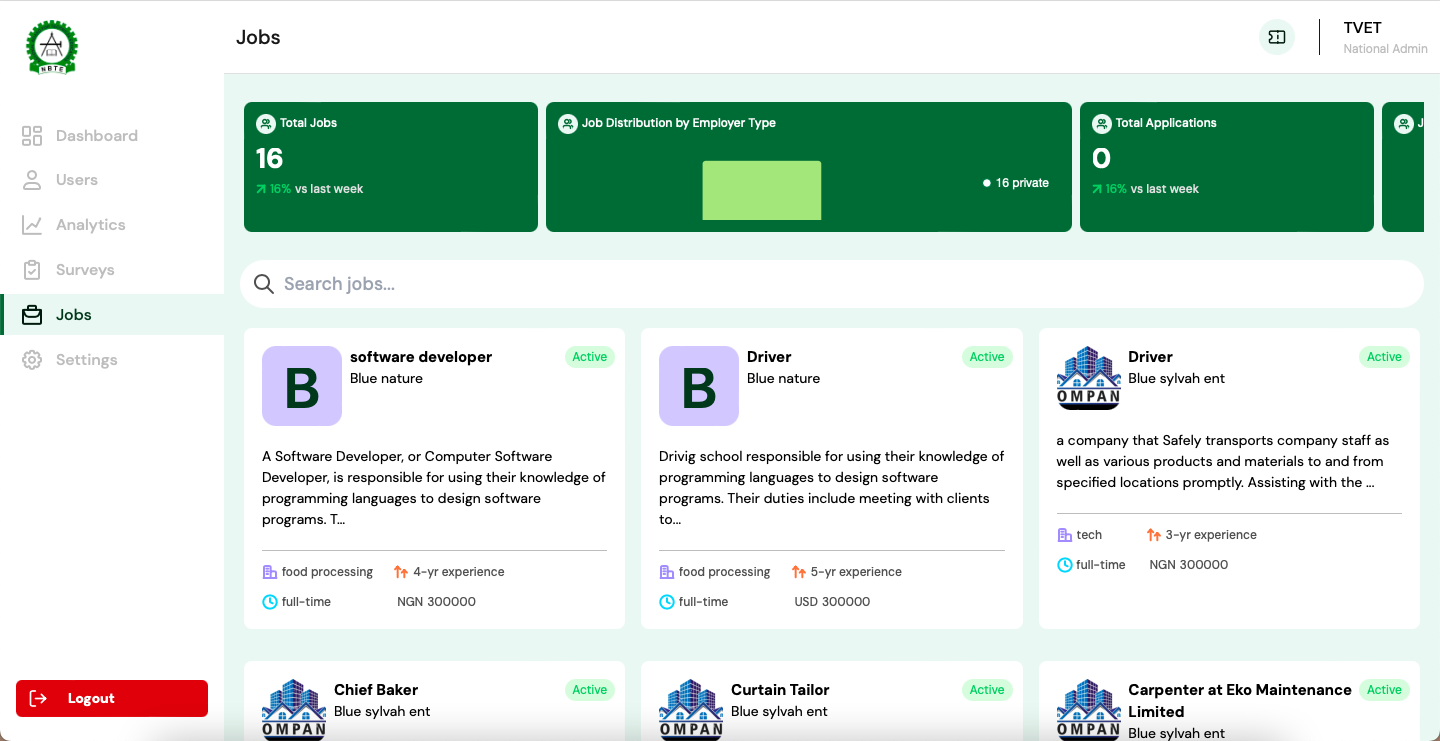 NBTE
Jobs
TVET
National Admin
Dashboard
Users
Analytics
Surveys
Jobs
Settings
Logout
Total Jobs
16
16% vs last week
Job Distribution by Employer Type
16 private
Total Applications
0
16% vs last week
J
Search jobs...
B
software developer
Active
Blue nature
A Software Developer, or Computer Software
Developer, is responsible for using their knowledge of
programming languages to design software
programs. T...
food processing
4-yr experience
full-time
NGN 300000
B
Driver
Active
Blue nature
Drivig school responsible for using their knowledge of
programming languages to design software
programs. Their duties include meeting with clients
to...
food processing
5-yr experience
full-time
USD 300000
OMPAN
Driver
Active
Blue sylvah ent
a company that Safely transports company staff as
well as various products and materials to and from
specified locations promptly. Assisting with the ...
tech
3-yr experience
full-time
NGN 300000
OMPAN
Chief Baker
Active
Blue sylvah ent
OMPAN
Curtain Tailor
Active
Blue sylvah ent
OMPAN
Carpenter at Eko Maintenance
Limited
Active
Blue sylvah ent